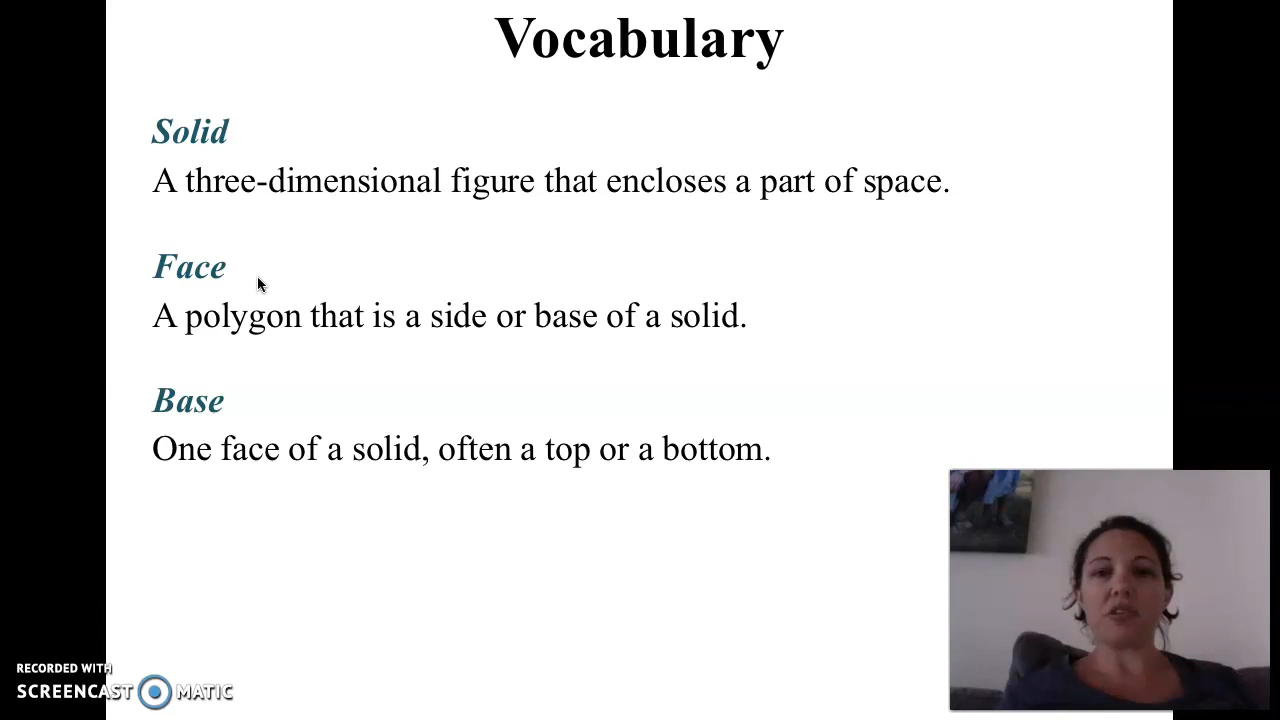 Vocabulary
Solid
A three-dimensional figure that encloses a part of space.
Face
A polygon that is a side or base of a solid.
Base
One face of a solid, often a top or a bottom.
RECORDED WITH
SCREENCAST MATIC